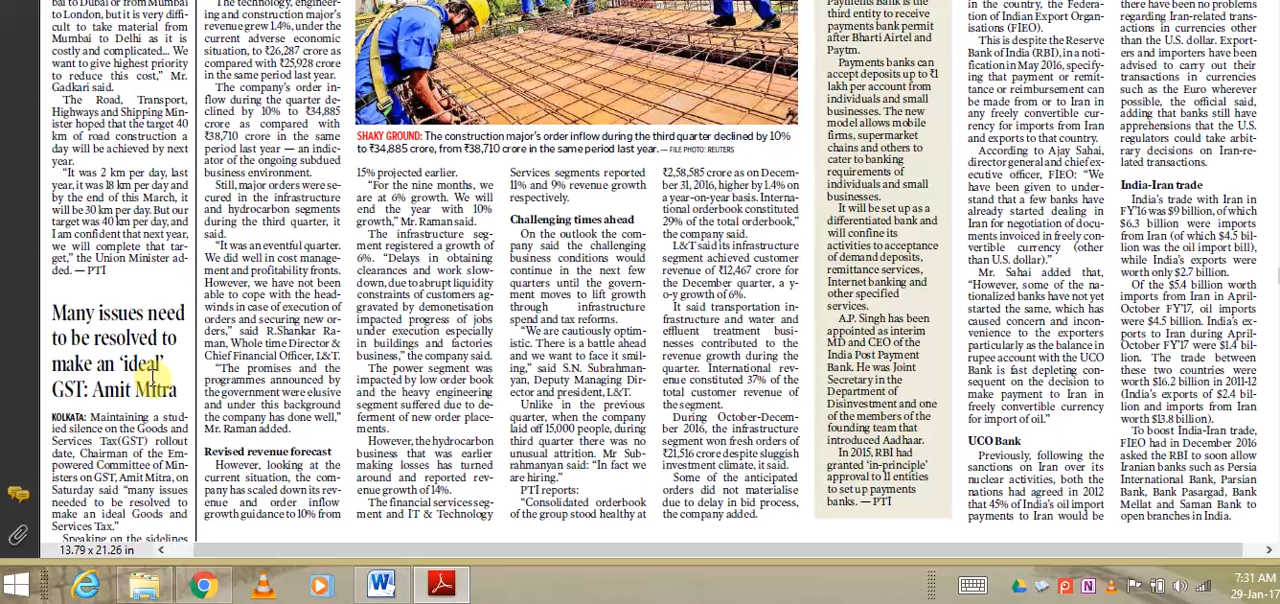 bai to Dubai or from Mumbai
to London, but it is very diffi-
cult to take material from
Mumbai to Delhi as it is
costly and complicated... We
want to give highest priority
to reduce this cost,” Mr.
Gadkari said.
The Road, Transport,
Highways and Shipping Min-
ister hoped that the target 40
km of road construction a
day will be achieved by next
year.
“It was 2 km per day, last
year, it was 18 km per day and
by the end of this March, it
will be 30 km per day. But our
target was 40 km per day, and
I am confident that next year,
we will complete that tar-
get,” the Union Minister ad-
ded. — PTI
Many issues need
to be resolved to
make an ‘ideal’
GST: Amit Mitra
KOLKATA: Maintaining a stud-
ied silence on the Goods and
Services Tax(GST) rollout
date, Chairman of the Em-
powered Committee of Min-
isters on GST, Amit Mitra, on
Saturday said “many issues
needed to be resolved to
make an ideal Goods and
Services Tax.”
Speaking on the sidelines
The technology, engineer-
ing and construction major’s
revenue grew 1.4%, under the
current adverse economic
situation, to ₹26,287 crore as
compared with ₹25,928 crore
in the same period last year.
The company’s order in-
flow during the quarter de-
clined by 10% to ₹34,885
crore as compared with
₹38,710 crore in the same
period last year — an indic-
ator of the ongoing subdued
business environment.
Still, major orders were se-
cured in the infrastructure
and hydrocarbon segments
during the third quarter, it
said.
“It was an eventful quarter.
We did well in cost manage-
ment and profitability fronts.
However, we have not been
able to cope with the head-
winds in case of execution of
orders and securing new or-
ders,” said R.Shankar Ra-
man, Whole time Director &
Chief Financial Officer, L&T.
“The promises and the
programmes announced by
the government were elusive
and under this background
the company has done well,”
Mr. Raman added.
Revised revenue forecast
However, looking at the
current situation, the com-
pany has scaled down its rev-
enue and order inflow
growth guidance to 10% from
SHAKY GROUND: The construction major’s order inflow during the third quarter declined by 10%
to ₹34,885 crore, from ₹38,710 crore in the same period last year. — FILE PHOTO: REUTERS
15% projected earlier.
“For the nine months, we
are at 6% growth. We will
end the year with 10%
growth,” Mr. Raman said.
The infrastructure seg-
ment registered a growth of
6%. “Delays in obtaining
clearances and work slow-
down, due to abrupt liquidity
constraints of customers ag-
gravated by demonetisation
impacted progress of jobs
under execution especially
in buildings and factories
business,” the company said.
The power segment was
impacted by low order book
and the heavy engineering
segment suffered due to de-
ferment of new order place-
ments.
However, the hydrocarbon
business that was earlier
making losses has turned
around and reported rev-
enue growth of 14%.
The financial services seg-
ment and IT & Technology
Services segments reported
11% and 9% revenue growth
respectively.
Challenging times ahead
On the outlook the com-
pany said the challenging
business conditions would
continue in the next few
quarters until the govern-
ment moves to lift growth
through infrastructure
spend and tax reforms.
“We are cautiously optim-
istic. There is a battle ahead
and we want to face it smil-
ing,” said S.N. Subrahman-
yan, Deputy Managing Dir-
ector and president, L&T.
Unlike in the previous
quarter, when the company
laid off 15,000 people, during
third quarter there was no
unusual attrition. Mr Sub-
rahmanyan said: “In fact we
are hiring.”
PTI reports:
“Consolidated orderbook
of the group stood healthy at
₹2,58,585 crore as on Decem-
ber 31, 2016, higher by 1.4% on
a year-on-year basis. Interna-
tional orderbook constituted
29% of the total orderbook,”
the company said.
L&T said its infrastructure
segment achieved customer
revenue of ₹12,467 crore for
the December quarter, a y-
o-y growth of 6%.
It said transportation in-
frastructure and water and
effluent treatment busi-
nesses contributed to the
revenue growth during the
quarter. International rev-
enue constituted 37% of the
total customer revenue of
the segment.
During October-Decem-
ber 2016, the infrastructure
segment won fresh orders of
₹21,516 crore despite sluggish
investment climate, it said.
Some of the anticipated
orders did not materialise
due to delay in bid process,
the company added.
Payments Bank is the
third entity to receive
payments bank permit
after Bharti Airtel and
Paytm.
Payments banks can
accept deposits up to ₹1
lakh per account from
individuals and small
businesses. The new
model allows mobile
firms, supermarket
chains and others to
cater to banking
requirements of
individuals and small
businesses.
It will be set up as a
differentiated bank and
will confine its
activities to acceptance
of demand deposits,
remittance services,
Internet banking and
other specified
services.
A.P. Singh has been
appointed as interim
MD and CEO of the
India Post Payment
Bank. He was Joint
Secretary in the
Department of
Disinvestment and one
of the members of the
founding team that
introduced Aadhaar.
In 2015, RBI had
granted ‘in-principle’
approval to 11 entities
to set up payments
banks. — PTI
in the country, the Federa-
tion of Indian Export Organ-
isations (FIEO).
This is despite the Reserve
Bank of India (RBI), in a noti-
fication in May 2016, specify-
ing that payment or remit-
tance or reimbursement can
be made from or to Iran in
any freely convertible cur-
rency for imports from Iran
and exports to that country.
According to Ajay Sahai,
director general and chief ex-
ecutive officer, FIEO: “We
have been given to under-
stand that a few banks have
already started dealing in
Iran for negotiation of docu-
ments invoiced in freely con-
vertible currency (other
than U.S. dollar).”
Mr. Sahai added that,
“However, some of the na-
tionalized banks have not yet
started the same, which has
caused concern and incon-
venience to the exporters
particularly as the balance in
rupee account with the UCO
Bank is fast depleting con-
sequent on the decision to
make payment to Iran in
freely convertible currency
for import of oil.”
UCO Bank
Previously, following the
sanctions on Iran over its
nuclear activities, both the
nations had agreed in 2012
that 45% of India’s oil import
payments to Iran would be
there have been no problems
regarding Iran-related trans-
actions in currencies other
than the U.S. dollar. Export-
ers and importers have been
advised to carry out their
transactions in currencies
such as the Euro wherever
possible, the official said,
adding that banks still have
apprehensions that the U.S.
regulators could take arbit-
rary decisions on Iran-re-
lated transactions.
India-Iran trade
India’s trade with Iran in
FY’16 was $9 billion, of which
$6.3 billion were imports
from Iran (of which $4.5 bil-
lion was the oil import bill),
while India’s exports were
worth only $2.7 billion.
Of the $5.4 billion worth
imports from Iran in April-
October FY’17, oil imports
were $4.5 billion. India’s ex-
ports to Iran during April-
October FY’17 were $1.4 bil-
lion. The trade between
these two countries were
worth $16.2 billion in 2011-12
(India’s exports of $2.4 bil-
lion and imports from Iran
worth $13.8 billion).
To boost India-Iran trade,
FIEO had in December 2016
asked the RBI to soon allow
Iranian banks such as Persia
International Bank, Parsian
Bank, Bank Pasargad, Bank
Mellat and Saman Bank to
open branches in India.
13.79 x 21.26 in
7:31 AM
29-Jan-17